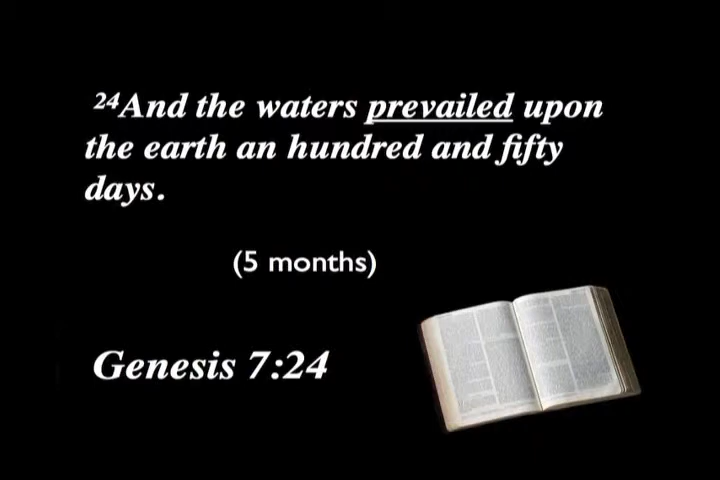 24And the waters prevailed upon
the earth an hundred and fifty
days.
(5 months)
Genesis 7:24